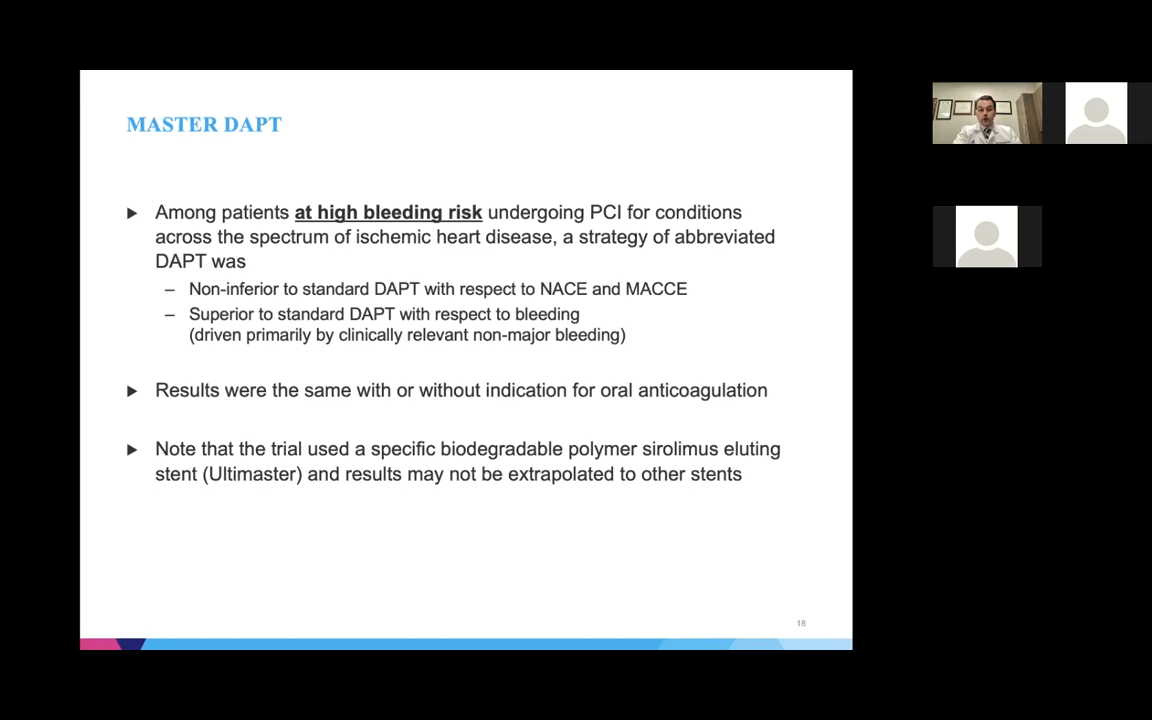 MASTER DAPT
▶ Among patients at high bleeding risk undergoing PCI for conditions
across the spectrum of ischemic heart disease, a strategy of abbreviated
DAPT was
– Non-inferior to standard DAPT with respect to NACE and MACCE
– Superior to standard DAPT with respect to bleeding
(driven primarily by clinically relevant non-major bleeding)
▶ Results were the same with or without indication for oral anticoagulation
▶ Note that the trial used a specific biodegradable polymer sirolimus eluting
stent (Ultimaster) and results may not be extrapolated to other stents
18